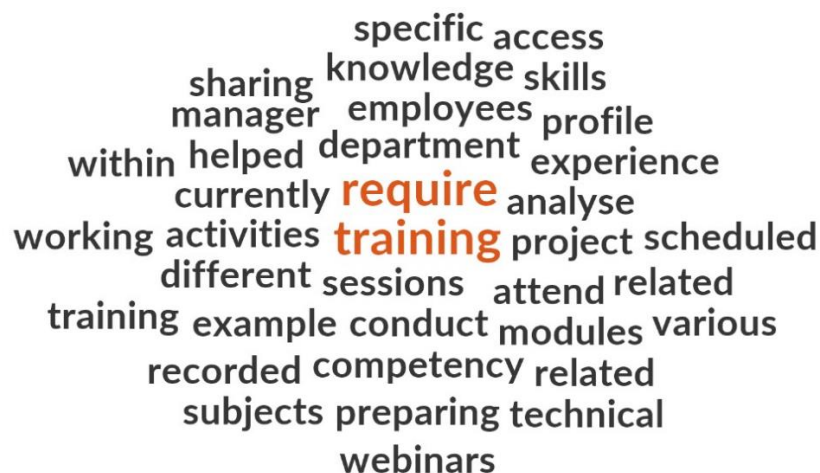 specific access
sharing knowledge skills
manager employees profile
within helped department experience
currently require analyse
working activities training project scheduled
different sessions attend related
training example conduct modules various
recorded competency related
subjects preparing technical
webinars